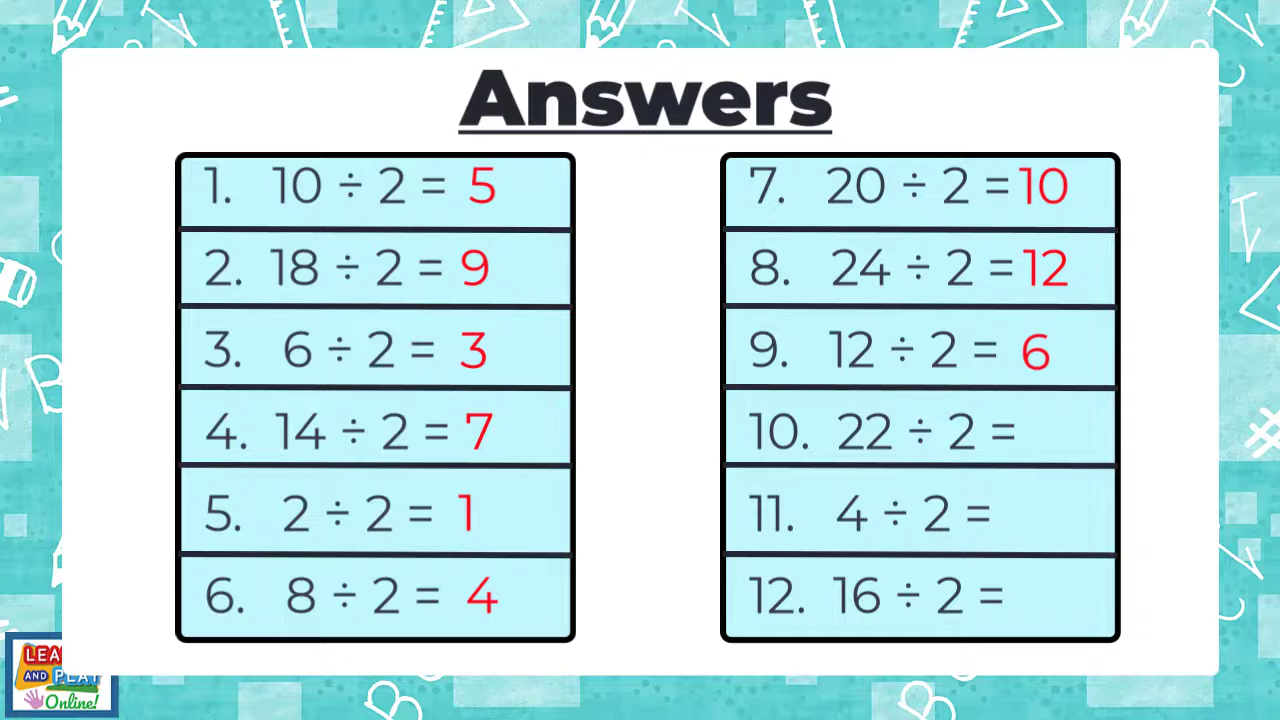 Answers
1. 10 ÷ 2 = 5
2. 18 ÷ 2 = 9
3. 6 ÷ 2 = 3
4. 14 ÷ 2 = 7
5. 2 ÷ 2 = 1
6. 8 ÷ 2 = 4
7. 20 ÷ 2 = 10
8. 24 ÷ 2 = 12
9. 12 ÷ 2 = 6
10. 22 ÷ 2 =
11. 4 ÷ 2 =
12. 16 ÷ 2 =
AND PLAY
Online!